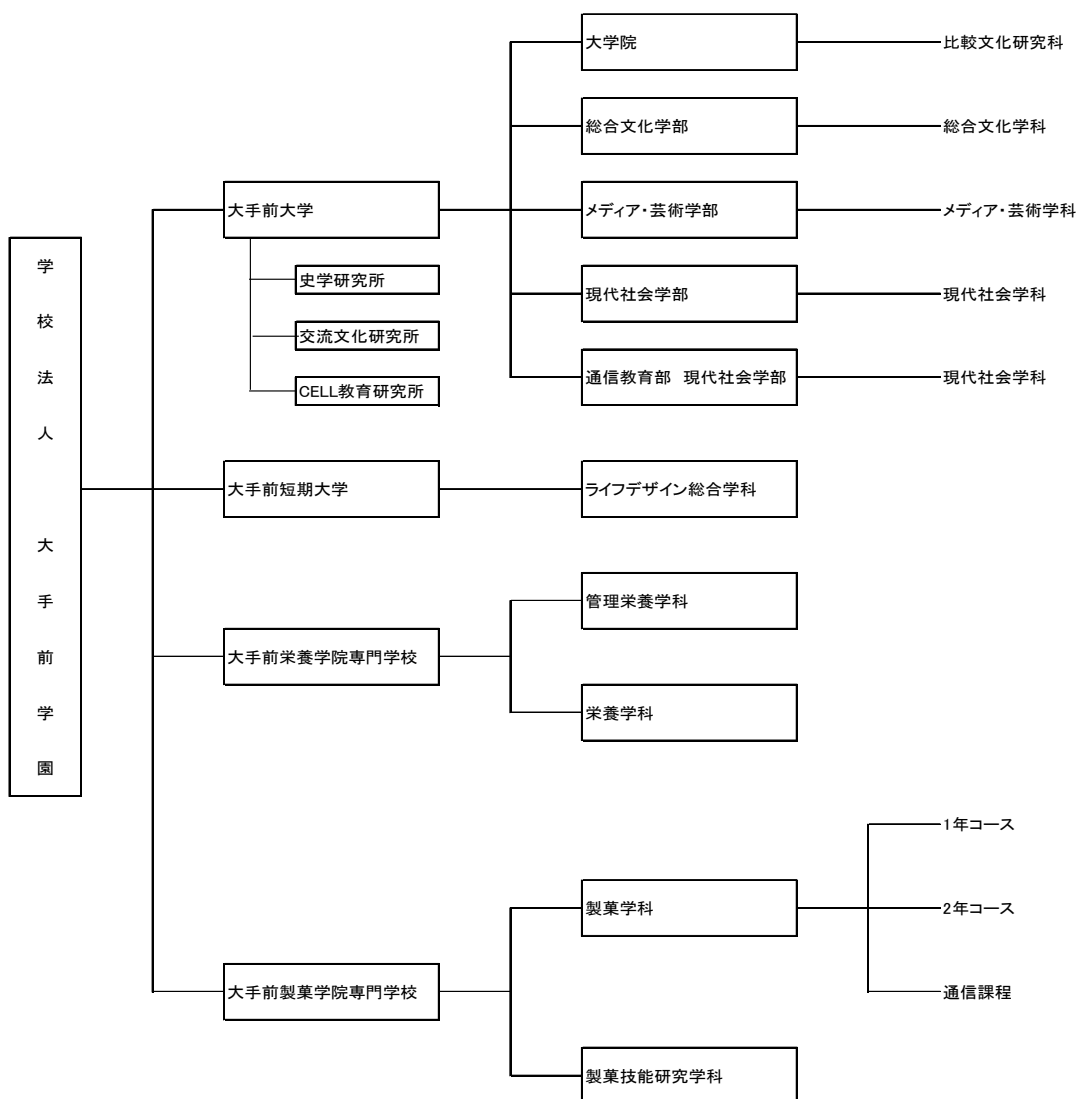 学校法人 大手前学園
大手前大学
史学研究所
交流文化研究所
CELL教育研究所
大学院
比較文化研究科
総合文化学部
総合文化学科
メディア・芸術学部
メディア・芸術学科
現代社会学部
現代社会学科
通信教育部 現代社会学部
現代社会学科
大手前短期大学
ライフデザイン総合学科
大手前栄養学院専門学校
管理栄養学科
栄養学科
大手前製菓学院専門学校
製菓学科
1年コース
2年コース
通信課程
製菓技能研究学科